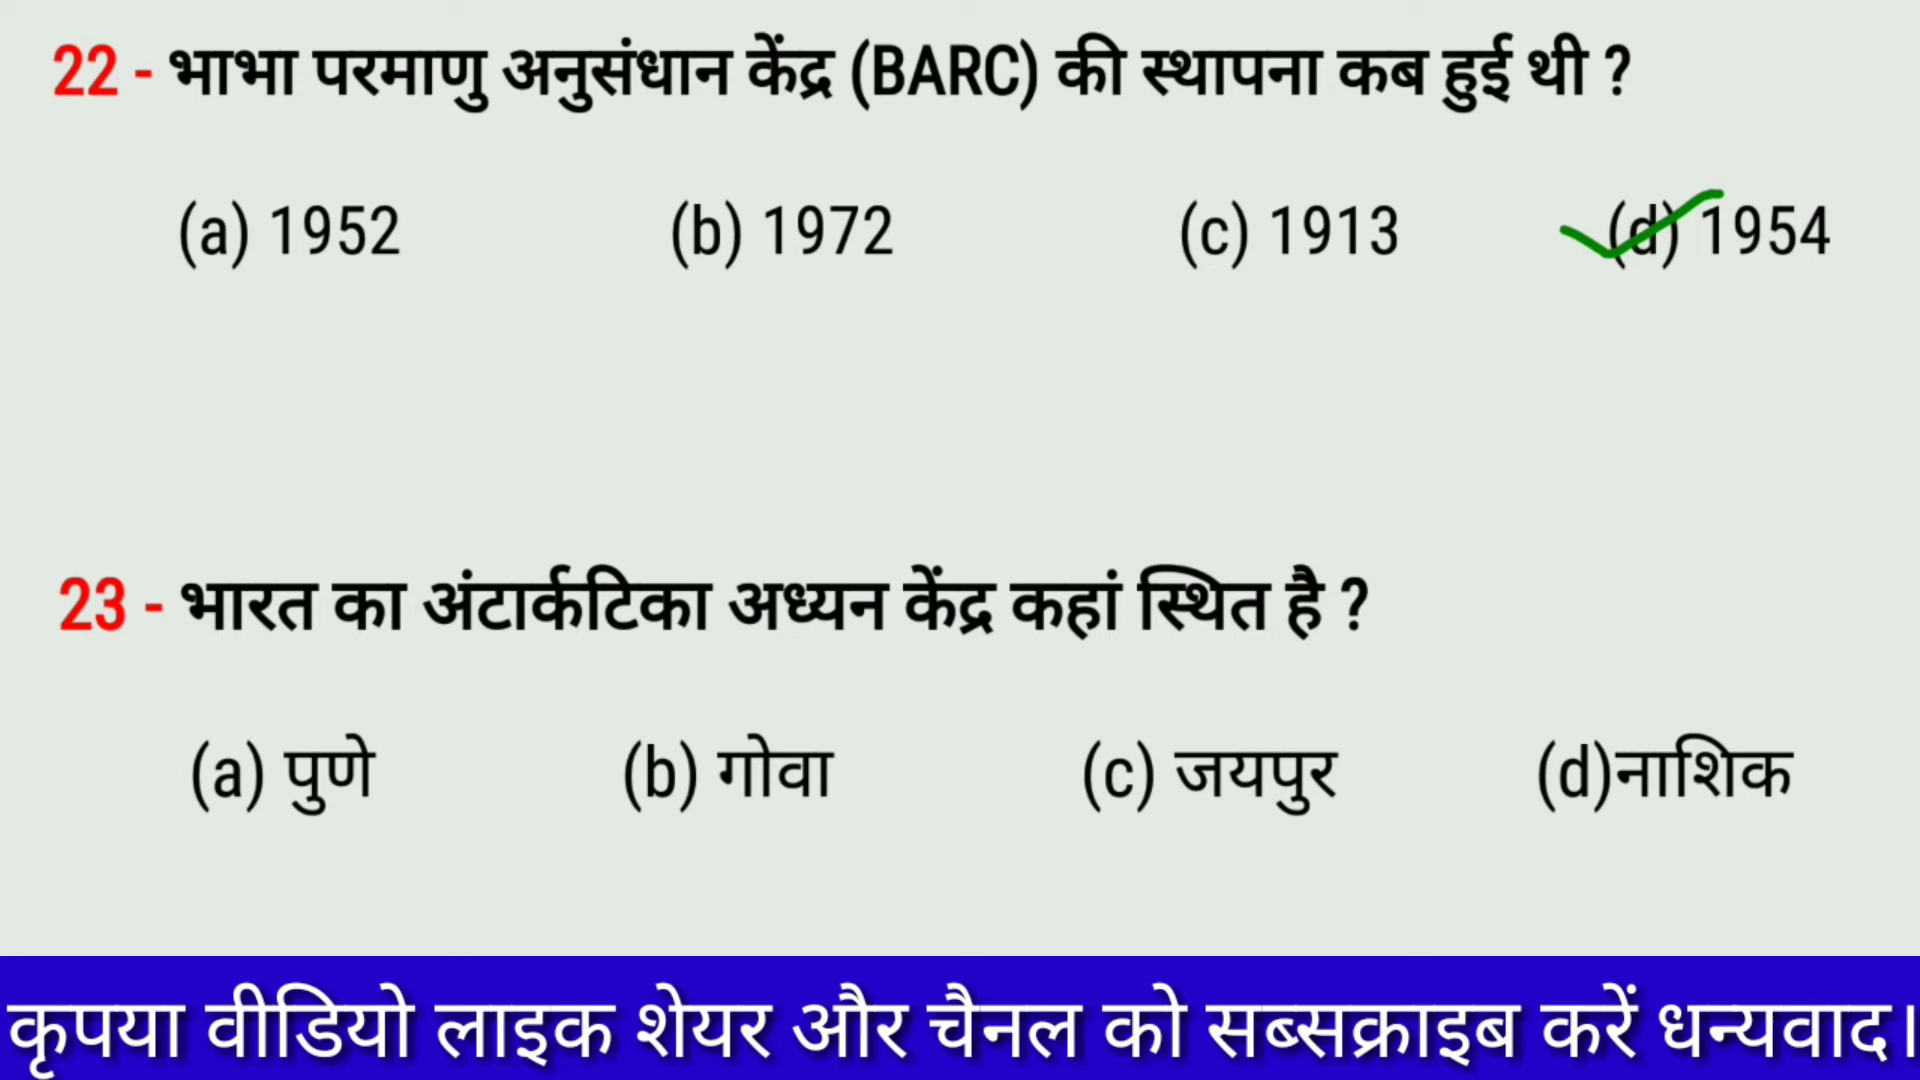 22 - भाभा परमाणु अनुसंधान केंद्र (BARC) की स्थापना कब हुई थी ?
(a) 1952 (b) 1972 (c) 1913 (d) 1954
23 - भारत का अंटार्कटिका अध्यन केंद्र कहां स्थित है ?
(a) पुणे (b) गोवा (c) जयपुर (d)नाशिक
कृपया वीडियो लाइक शेयर और चैनल को सब्सक्राइब करें धन्यवाद।